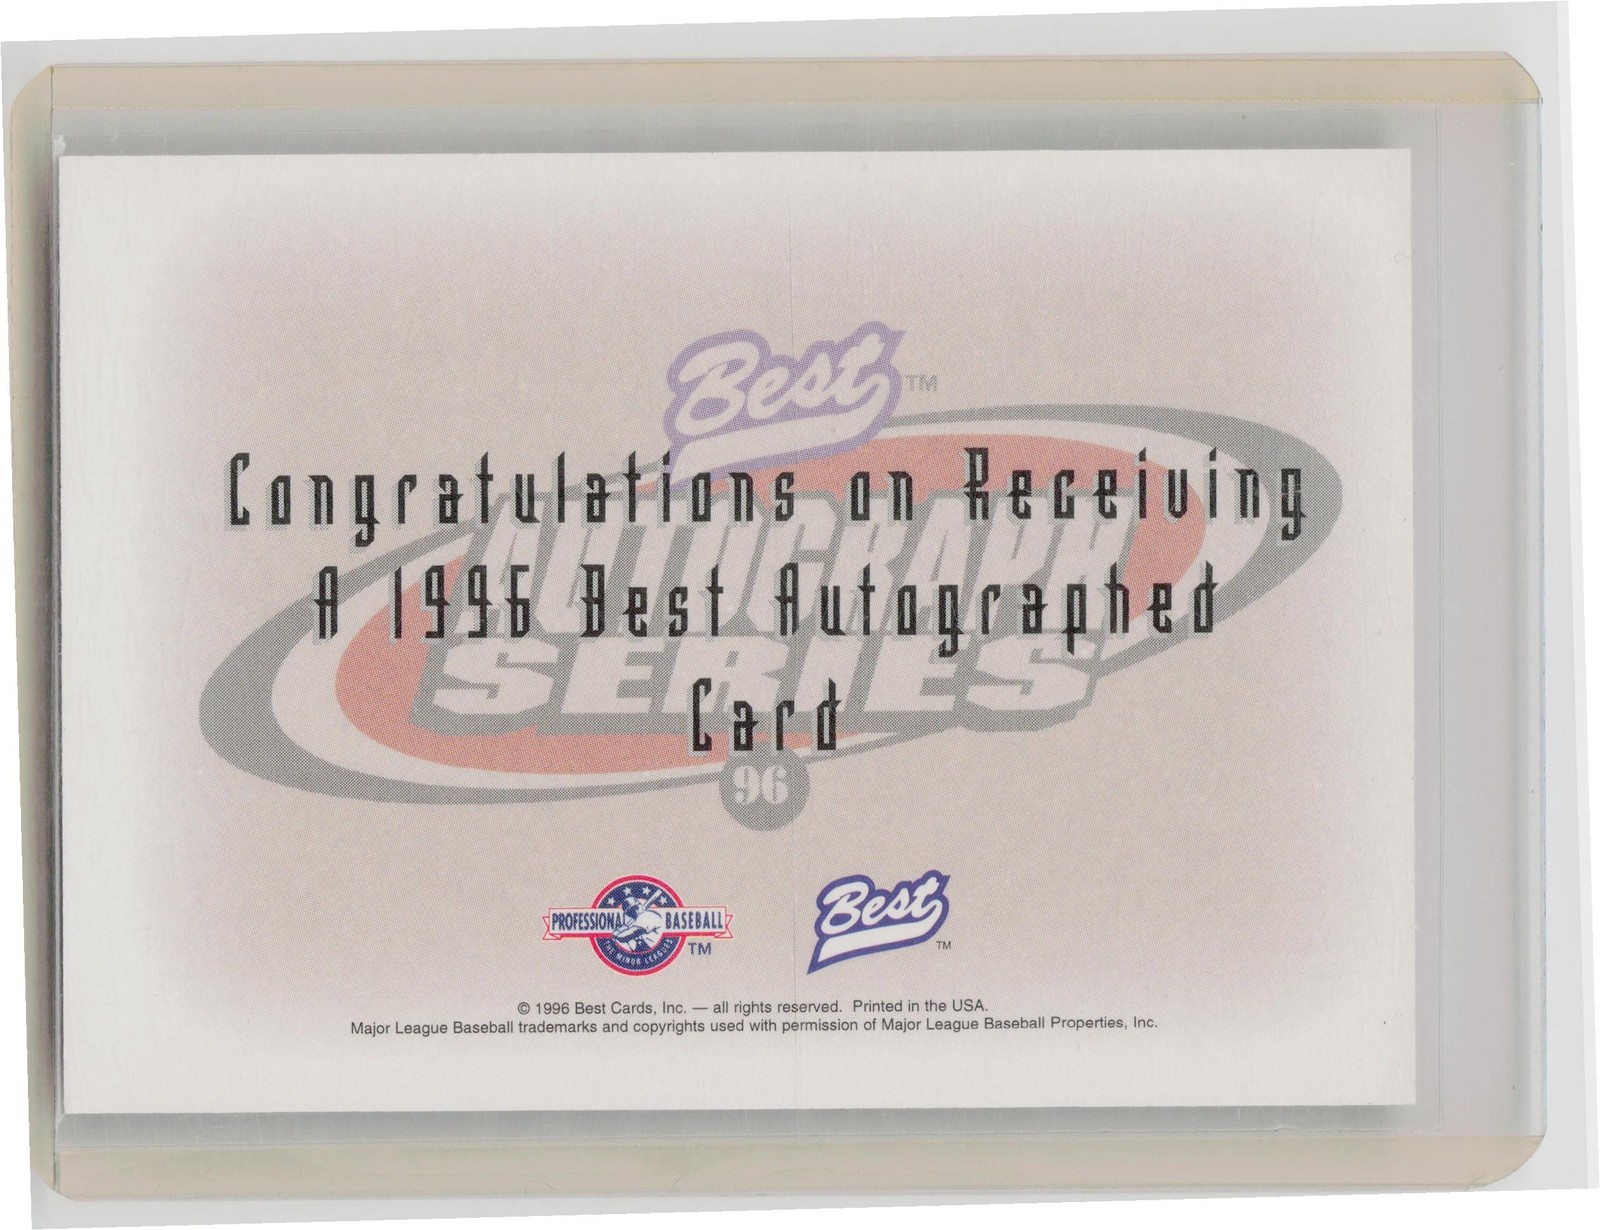 Best TM
Congratulations on Receiving
AUTOGRAPH
A 1996 Best Autographed
SERIES
Card
96
PROFESSIONAL BASEBALL
THE MINOR LEAGUES
TM
Best
TM
© 1996 Best Cards, Inc. — all rights reserved. Printed in the USA.
Major League Baseball trademarks and copyrights used with permission of Major League Baseball Properties, Inc.